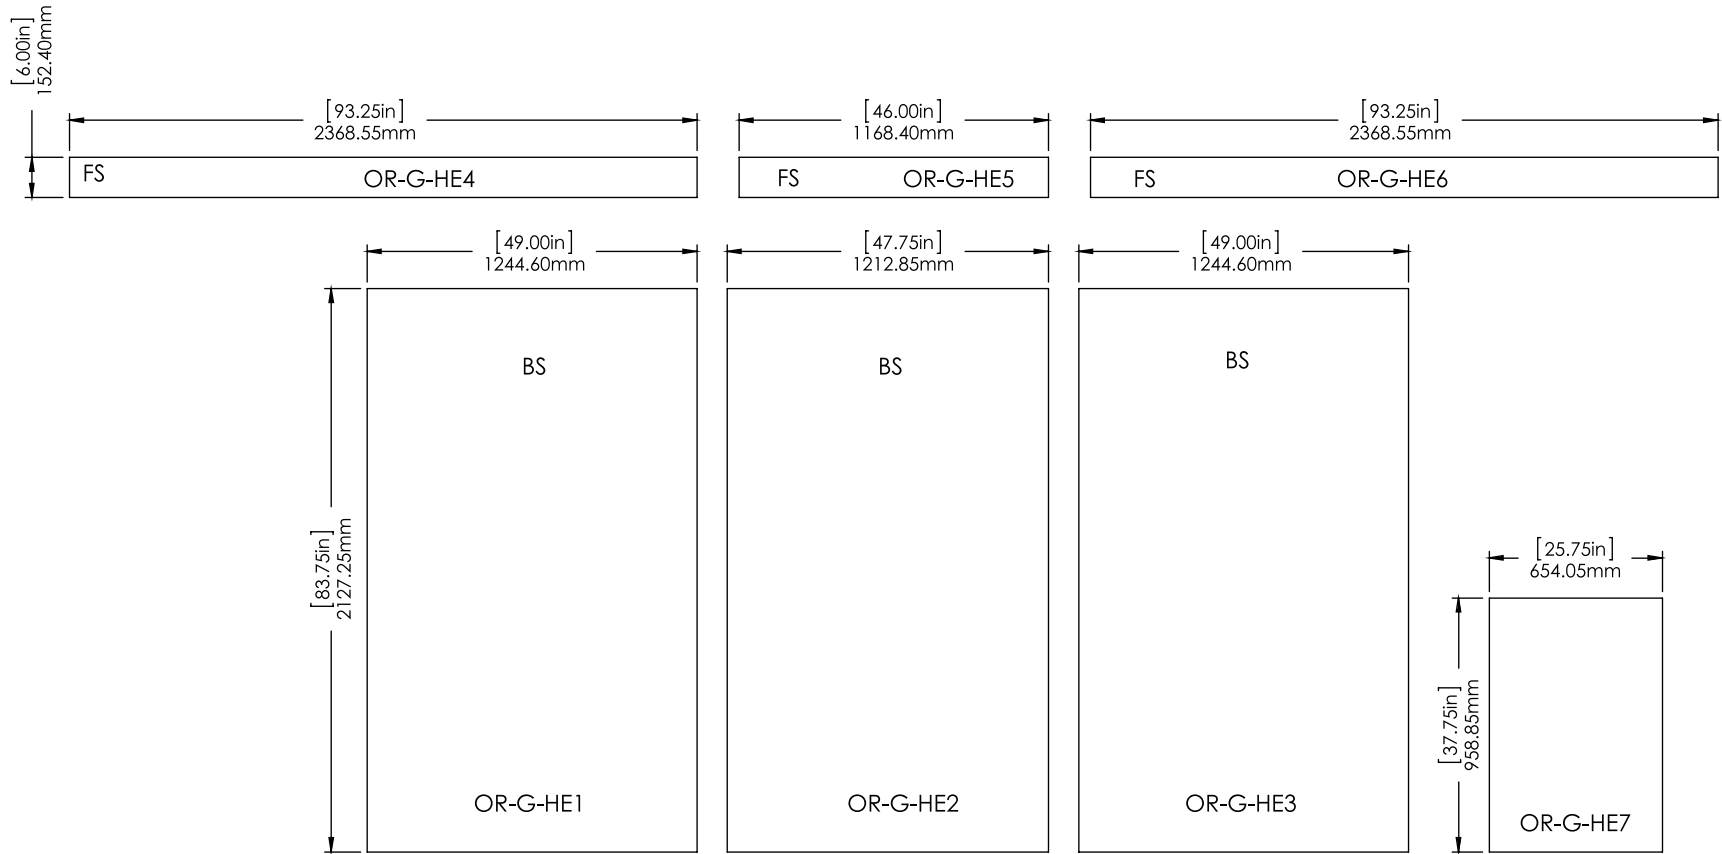 [6.00in]
152.40mm
[93.25in]
2368.55mm
[46.00in]
1168.40mm
[93.25in]
2368.55mm
FS OR-G-HE4
FS OR-G-HE5
FS OR-G-HE6
[49.00in]
1244.60mm
[47.75in]
1212.85mm
[49.00in]
1244.60mm
BS
BS
BS
[83.75in]
2127.25mm
[25.75in]
654.05mm
[37.75in]
958.85mm
OR-G-HE1
OR-G-HE2
OR-G-HE3
OR-G-HE7